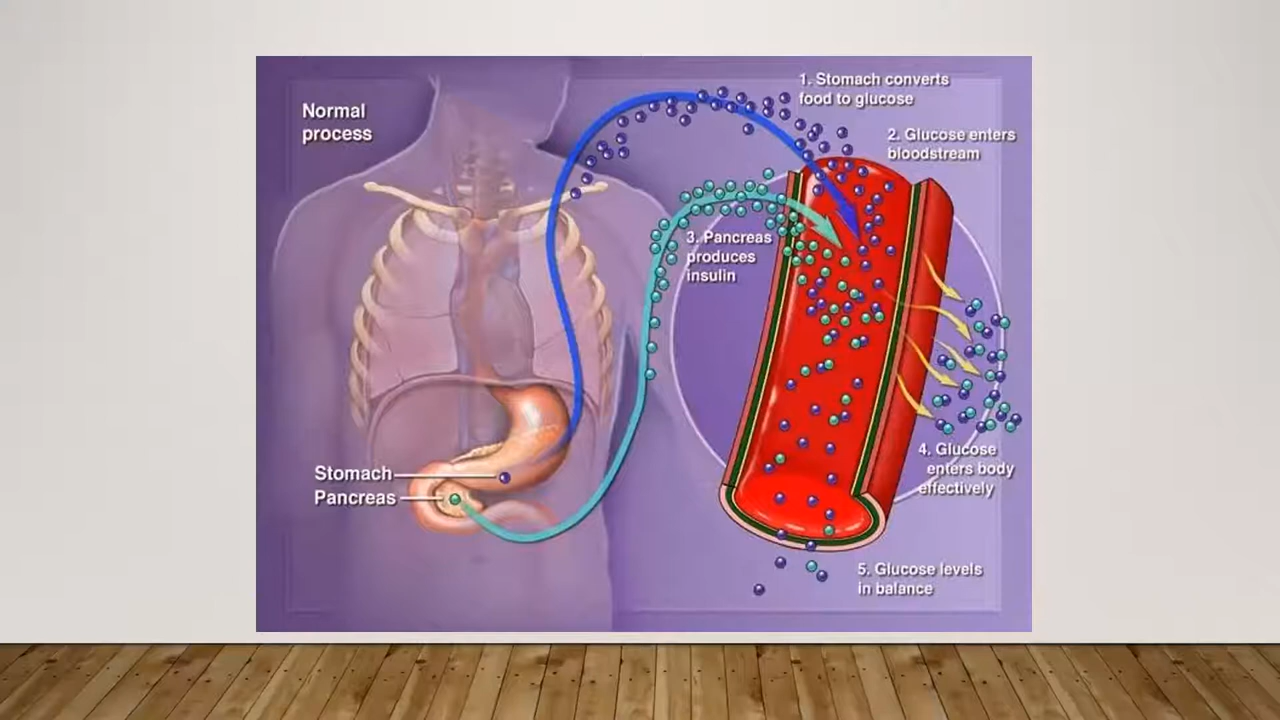 Normal
process
1. Stomach converts
food to glucose
2. Glucose enters
bloodstream
3. Pancreas
produces
insulin
Stomach
Pancreas
4. Glucose
enters body
effectively
5. Glucose levels
in balance